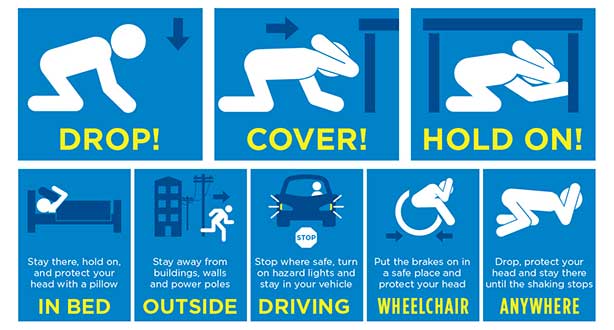 DROP!
COVER!
HOLD ON!
Stay there, hold on,
and protect your
head with a pillow
IN BED
Stay away from
buildings, walls
and power poles
OUTSIDE
STOP
Stop where safe, turn
on hazard lights and
stay in your vehicle
DRIVING
Put the brakes on in
a safe place and
protect your head
WHEELCHAIR
Drop, protect your
head and stay there
until the shaking stops
ANYWHERE